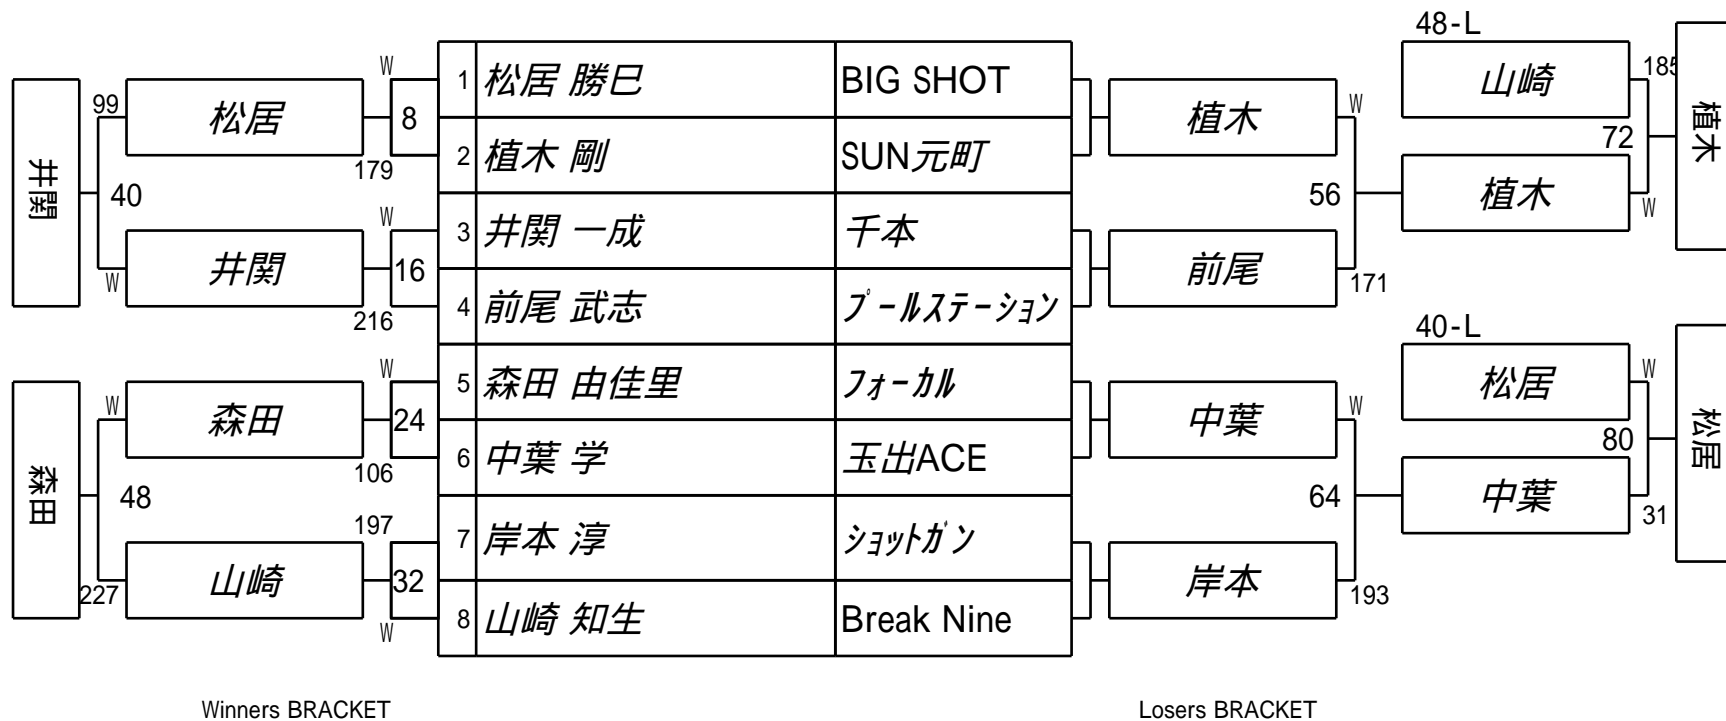 48-L
W
1 松居 勝巳 BIG SHOT
山崎
185
99
松居
8
植木
W
植木
179
2 植木 剛 SUN元町
72
井関
40
56
植木
W
W
3 井関 一成 千本
W
井関
16
前尾
171
216
4 前尾 武志 プールステーション
40-L
W
5 森田 由佳里 フォーカル
松居
W
W
森田
24
中葉
W
松居
106
6 中葉 学 玉出ACE
80
森田
48
64
中葉
31
197
7 岸本 淳 ショットガン
227
山崎
32
岸本
193
W
8 山崎 知生 Break Nine
Winners BRACKET
Losers BRACKET